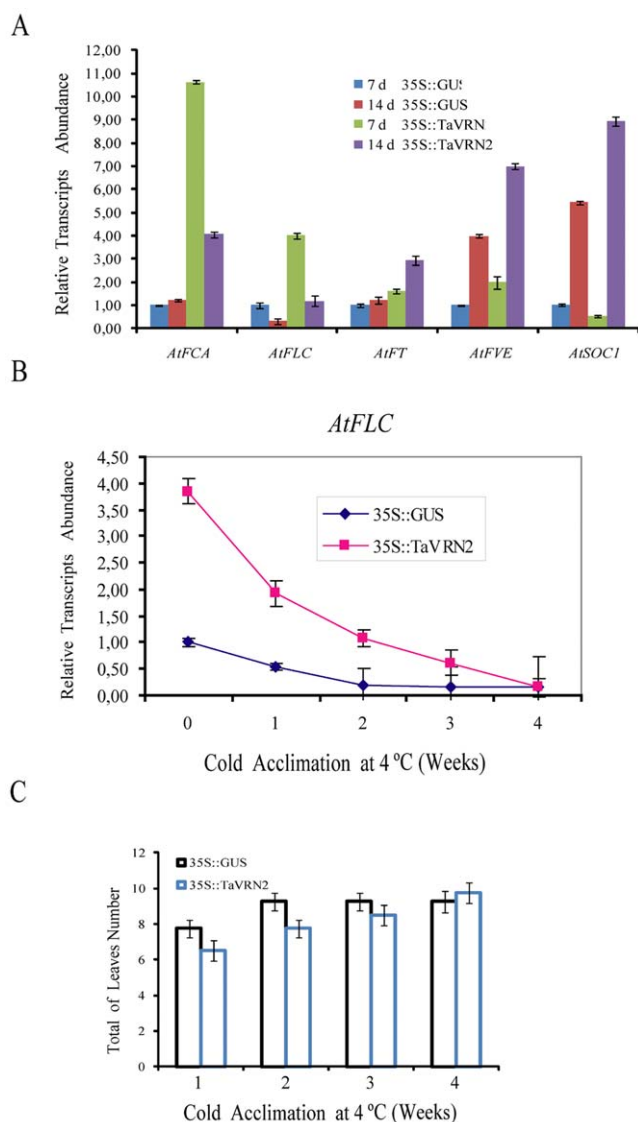 A
12,00
11,00
10,00
9,00
8,00
7,00
6,00
5,00
4,00
3,00
2,00
1,00
0,00
Relative Transcripts Abundance
7 d 35S::GUS
14 d 35S::GUS
7 d 35S::TaVRN
14 d 35S::TaVRN2
AtFCA AtFLC AtFT AtFVE AtSOC1
B
AtFLC
4,50
4,00
3,50
3,00
2,50
2,00
1,50
1,00
0,50
0,00
Relative Transcripts Abundance
35S::GUS
35S::TaVRN2
0 1 2 3 4
Cold Acclimation at 4 ºC (Weeks)
C
12
10
8
6
4
2
0
Total of Leaves Number
35S::GUS
35S::TaVRN2
1 2 3 4
Cold Acclimation at 4 ºC (Weeks)